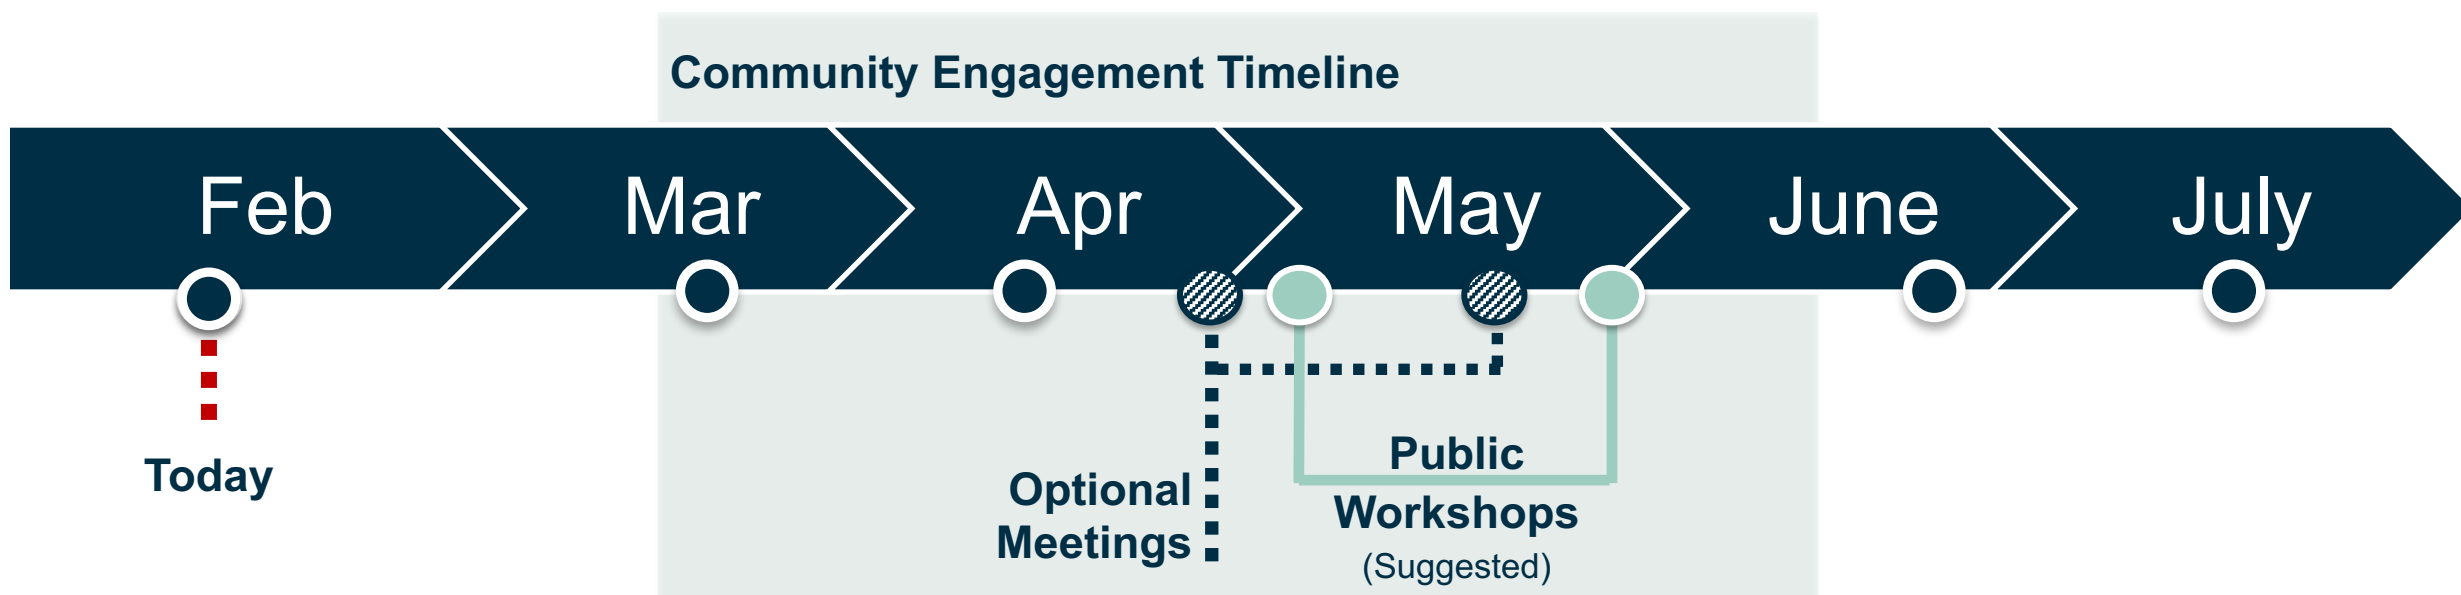 Community Engagement Timeline
Feb
Mar
Apr
May
June
July
Today
Optional
Meetings
Public
Workshops
(Suggested)